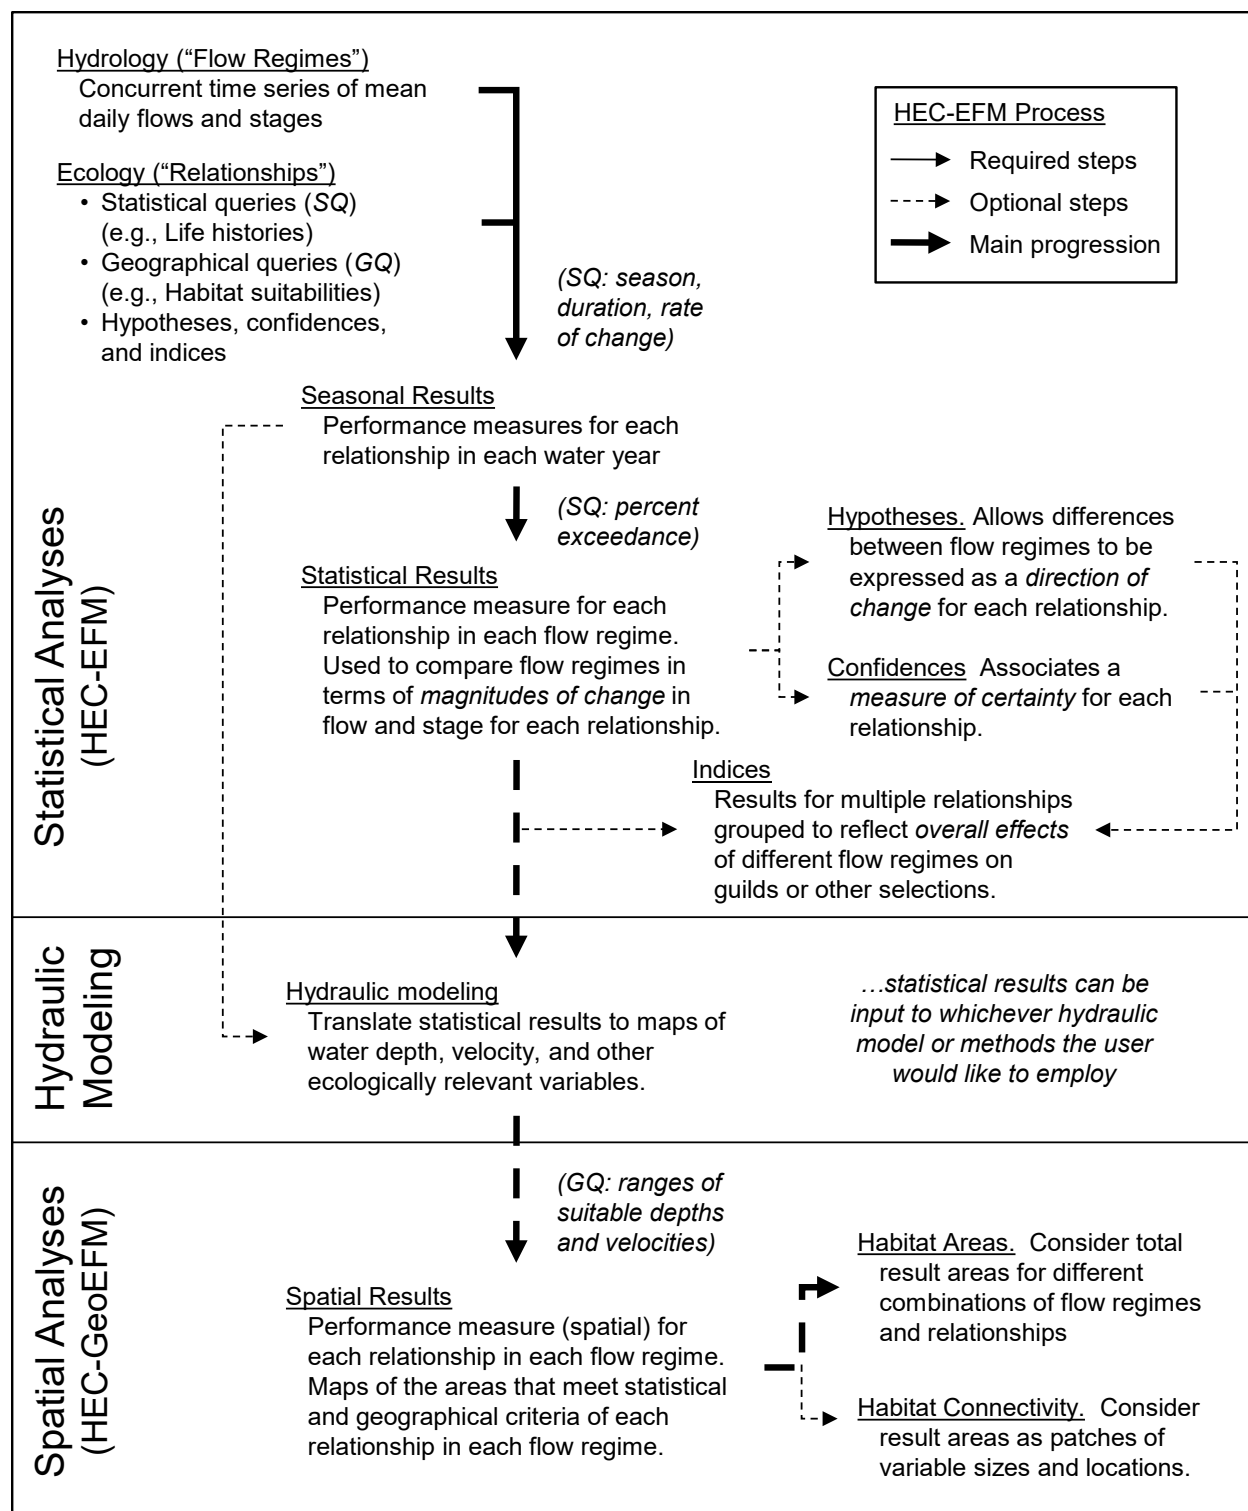 Hydrology (“Flow Regimes”)
Concurrent time series of mean
daily flows and stages
Ecology (“Relationships”)
• Statistical queries (SQ)
(e.g., Life histories)
• Geographical queries (GQ)
(e.g., Habitat suitabilities)
• Hypotheses, confidences,
and indices
HEC-EFM Process
Required steps
Optional steps
Main progression
(SQ: season,
duration, rate
of change)
Statistical Analyses
(HEC-EFM)
Seasonal Results
Performance measures for each
relationship in each water year
(SQ: percent
exceedance)
Statistical Results
Performance measure for each
relationship in each flow regime.
Used to compare flow regimes in
terms of magnitudes of change in
flow and stage for each relationship.
Hypotheses. Allows differences
between flow regimes to be
expressed as a direction of
change for each relationship.
Confidences Associates a
measure of certainty for each
relationship.
Indices
Results for multiple relationships
grouped to reflect overall effects
of different flow regimes on
guilds or other selections.
Hydraulic
Modeling
Hydraulic modeling
Translate statistical results to maps of
water depth, velocity, and other
ecologically relevant variables.
…statistical results can be
input to whichever hydraulic
model or methods the user
would like to employ
Spatial Analyses
(HEC-GeoEFM)
(GQ: ranges of
suitable depths
and velocities)
Spatial Results
Performance measure (spatial) for
each relationship in each flow regime.
Maps of the areas that meet statistical
and geographical criteria of each
relationship in each flow regime.
Habitat Areas. Consider total
result areas for different
combinations of flow regimes
and relationships
Habitat Connectivity. Consider
result areas as patches of
variable sizes and locations.